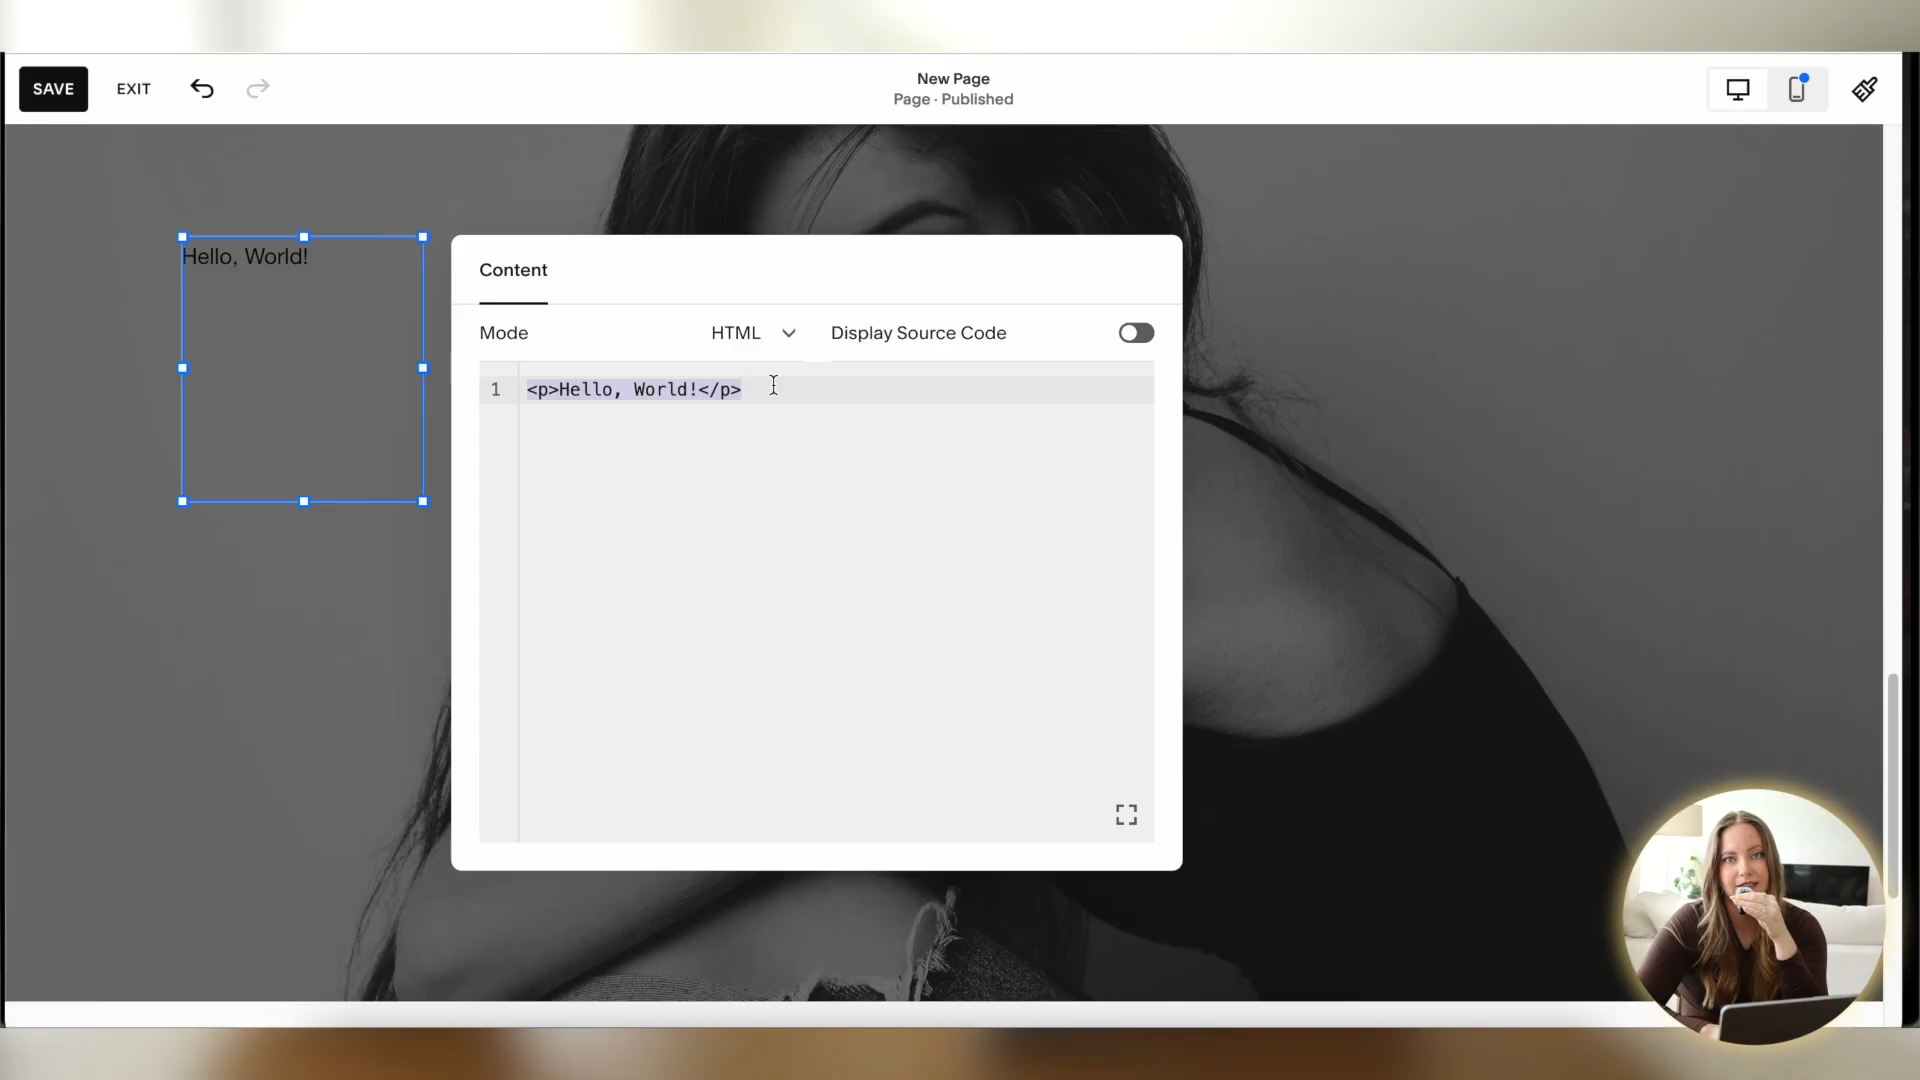 SAVE
EXIT
New Page
Page · Published
Hello, World!
Content
Mode
HTML
Display Source Code
1
<p>Hello, World!</p>